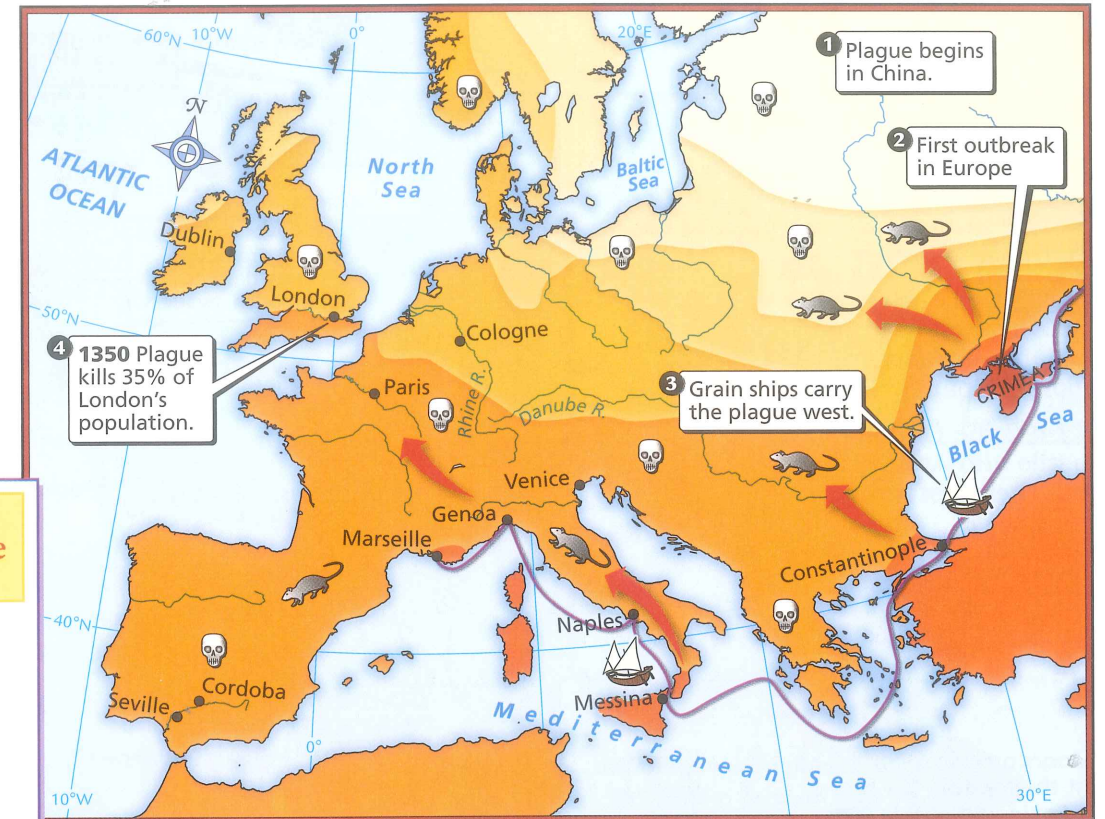 60°N
10°W
0°
20°E
1 Plague begins
in China.
2 First outbreak
in Europe
N
ATLANTIC
OCEAN
North
Sea
Baltic
Sea
Dublin
London
50°N
4 1350 Plague
kills 35% of
London's
population.
Cologne
Paris
Rhine R.
Danube R.
3 Grain ships carry
the plague west.
CRIMEA
Black Sea
Venice
Genoa
Marseille
Constantinople
40°N
Naples
Messina
Cordoba
Seville
Mediterranean Sea
0°
10°W
30°E
e